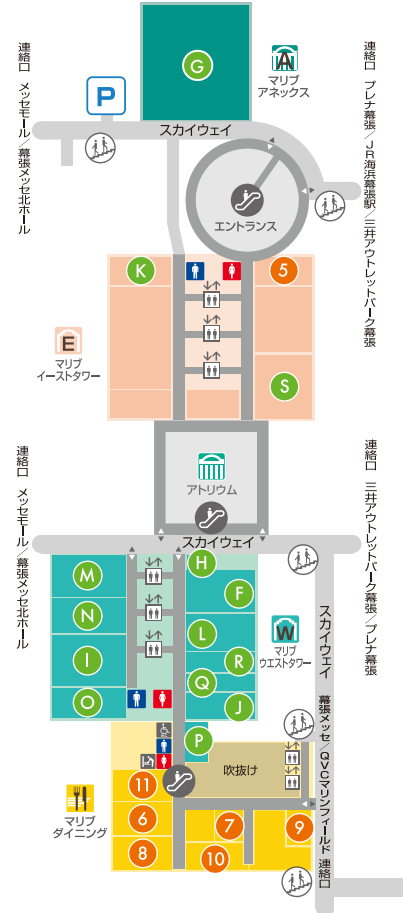 G
A
マリブ
アネックス
P
連絡口 メッセモール／幕張メッセ北ホール
連絡口 プレナ幕張／JR海浜幕張駅／三井アウトレットパーク幕張
スカイウェイ
エントランス
K
5
E
マリブ
イーストタワー
S
アトリウム
連絡口 メッセモール／幕張メッセ北ホール
連絡口 三井アウトレットパーク幕張／プレナ幕張
スカイウェイ
H
M
F
N
L
W
マリブ
ウエストタワー
I
R
Q
O
J
スカイウェイ
幕張メッセ／QVCマリンフィールド 連絡口
P
吹抜け
11
マリブ
ダイニング
6
7
9
8
10